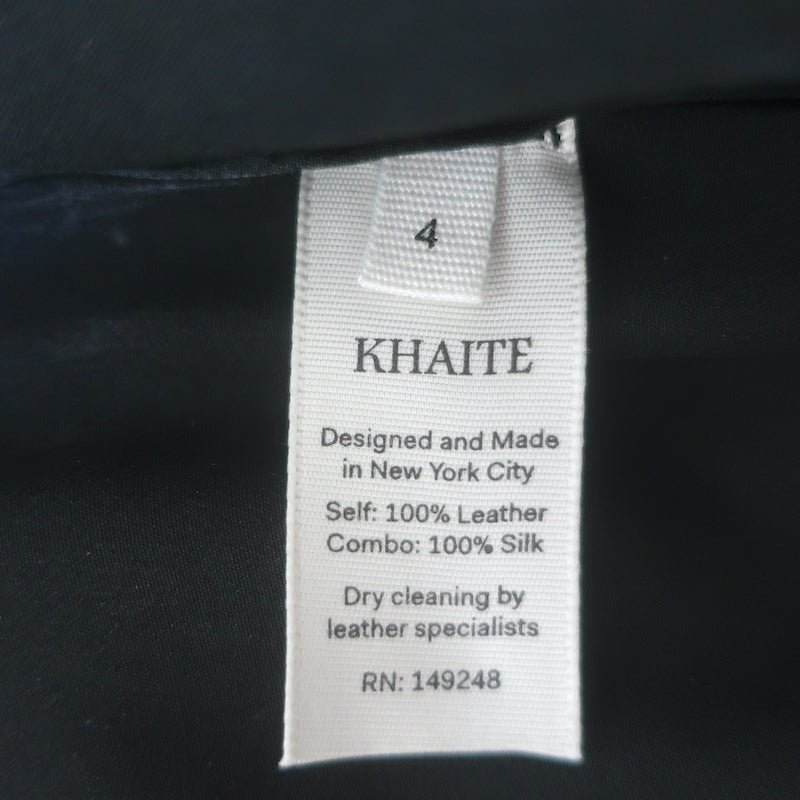 4
KHAITE
Designed and Made
in New York City
Self: 100% Leather
Combo: 100% Silk
Dry cleaning by
leather specialists
RN: 149248